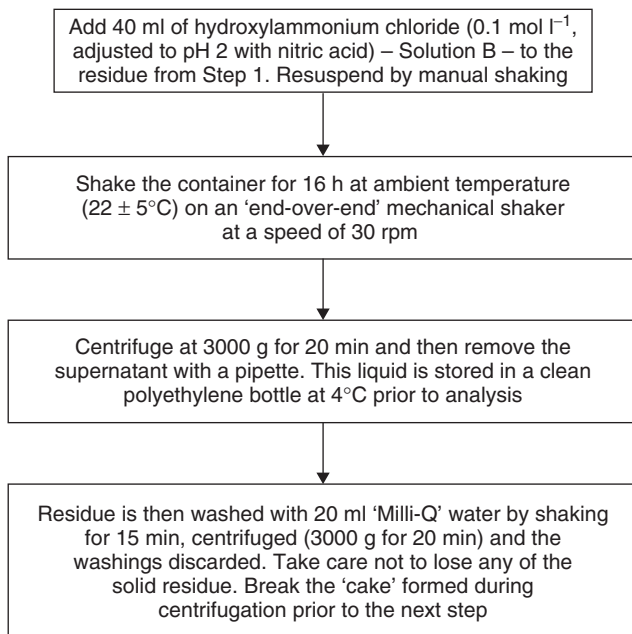 Add 40 ml of hydroxylammonium chloride (0.1 mol l⁻¹,
adjusted to pH 2 with nitric acid) – Solution B – to the
residue from Step 1. Resuspend by manual shaking
Shake the container for 16 h at ambient temperature
(22 ± 5°C) on an ‘end-over-end’ mechanical shaker
at a speed of 30 rpm
Centrifuge at 3000 g for 20 min and then remove the
supernatant with a pipette. This liquid is stored in a clean
polyethylene bottle at 4°C prior to analysis
Residue is then washed with 20 ml ‘Milli-Q’ water by shaking
for 15 min, centrifuged (3000 g for 20 min) and the
washings discarded. Take care not to lose any of the
solid residue. Break the ‘cake’ formed during
centrifugation prior to the next step